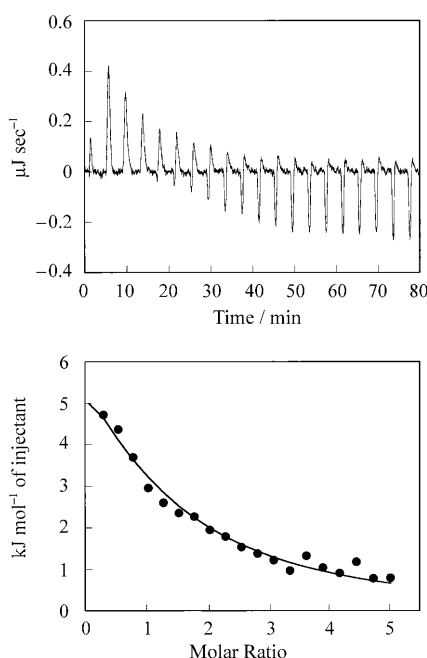 0.4
0.2
0
−0.2
−0.4
μJ sec⁻¹
0 10 20 30 40 50 60 70 80
Time / min
6
5
4
3
2
1
0
kJ mol⁻¹ of injectant
0 1 2 3 4 5
Molar Ratio